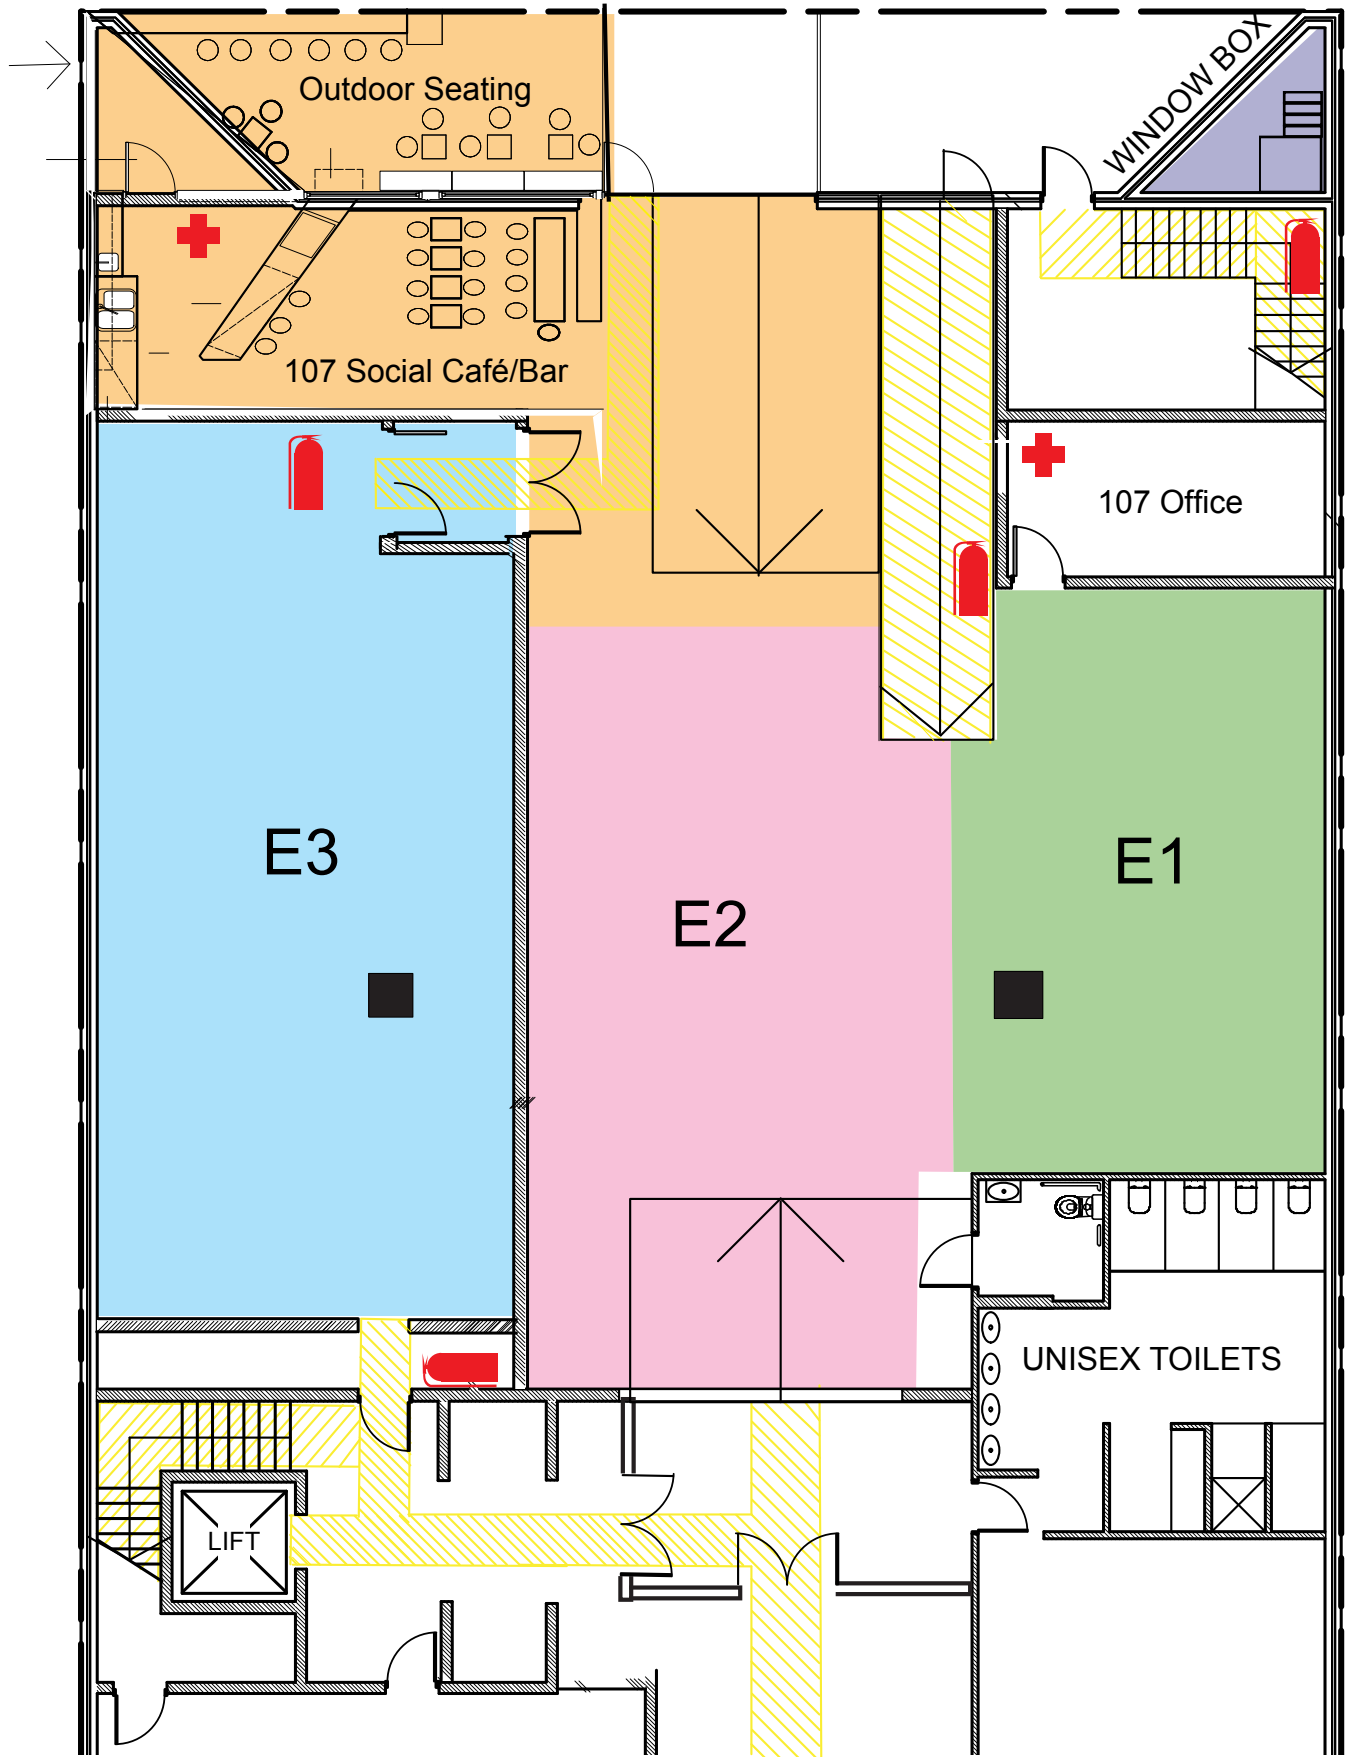 Outdoor Seating
WINDOW BOX
107 Social Café/Bar
107 Office
E3
E1
E2
UNISEX TOILETS
LIFT